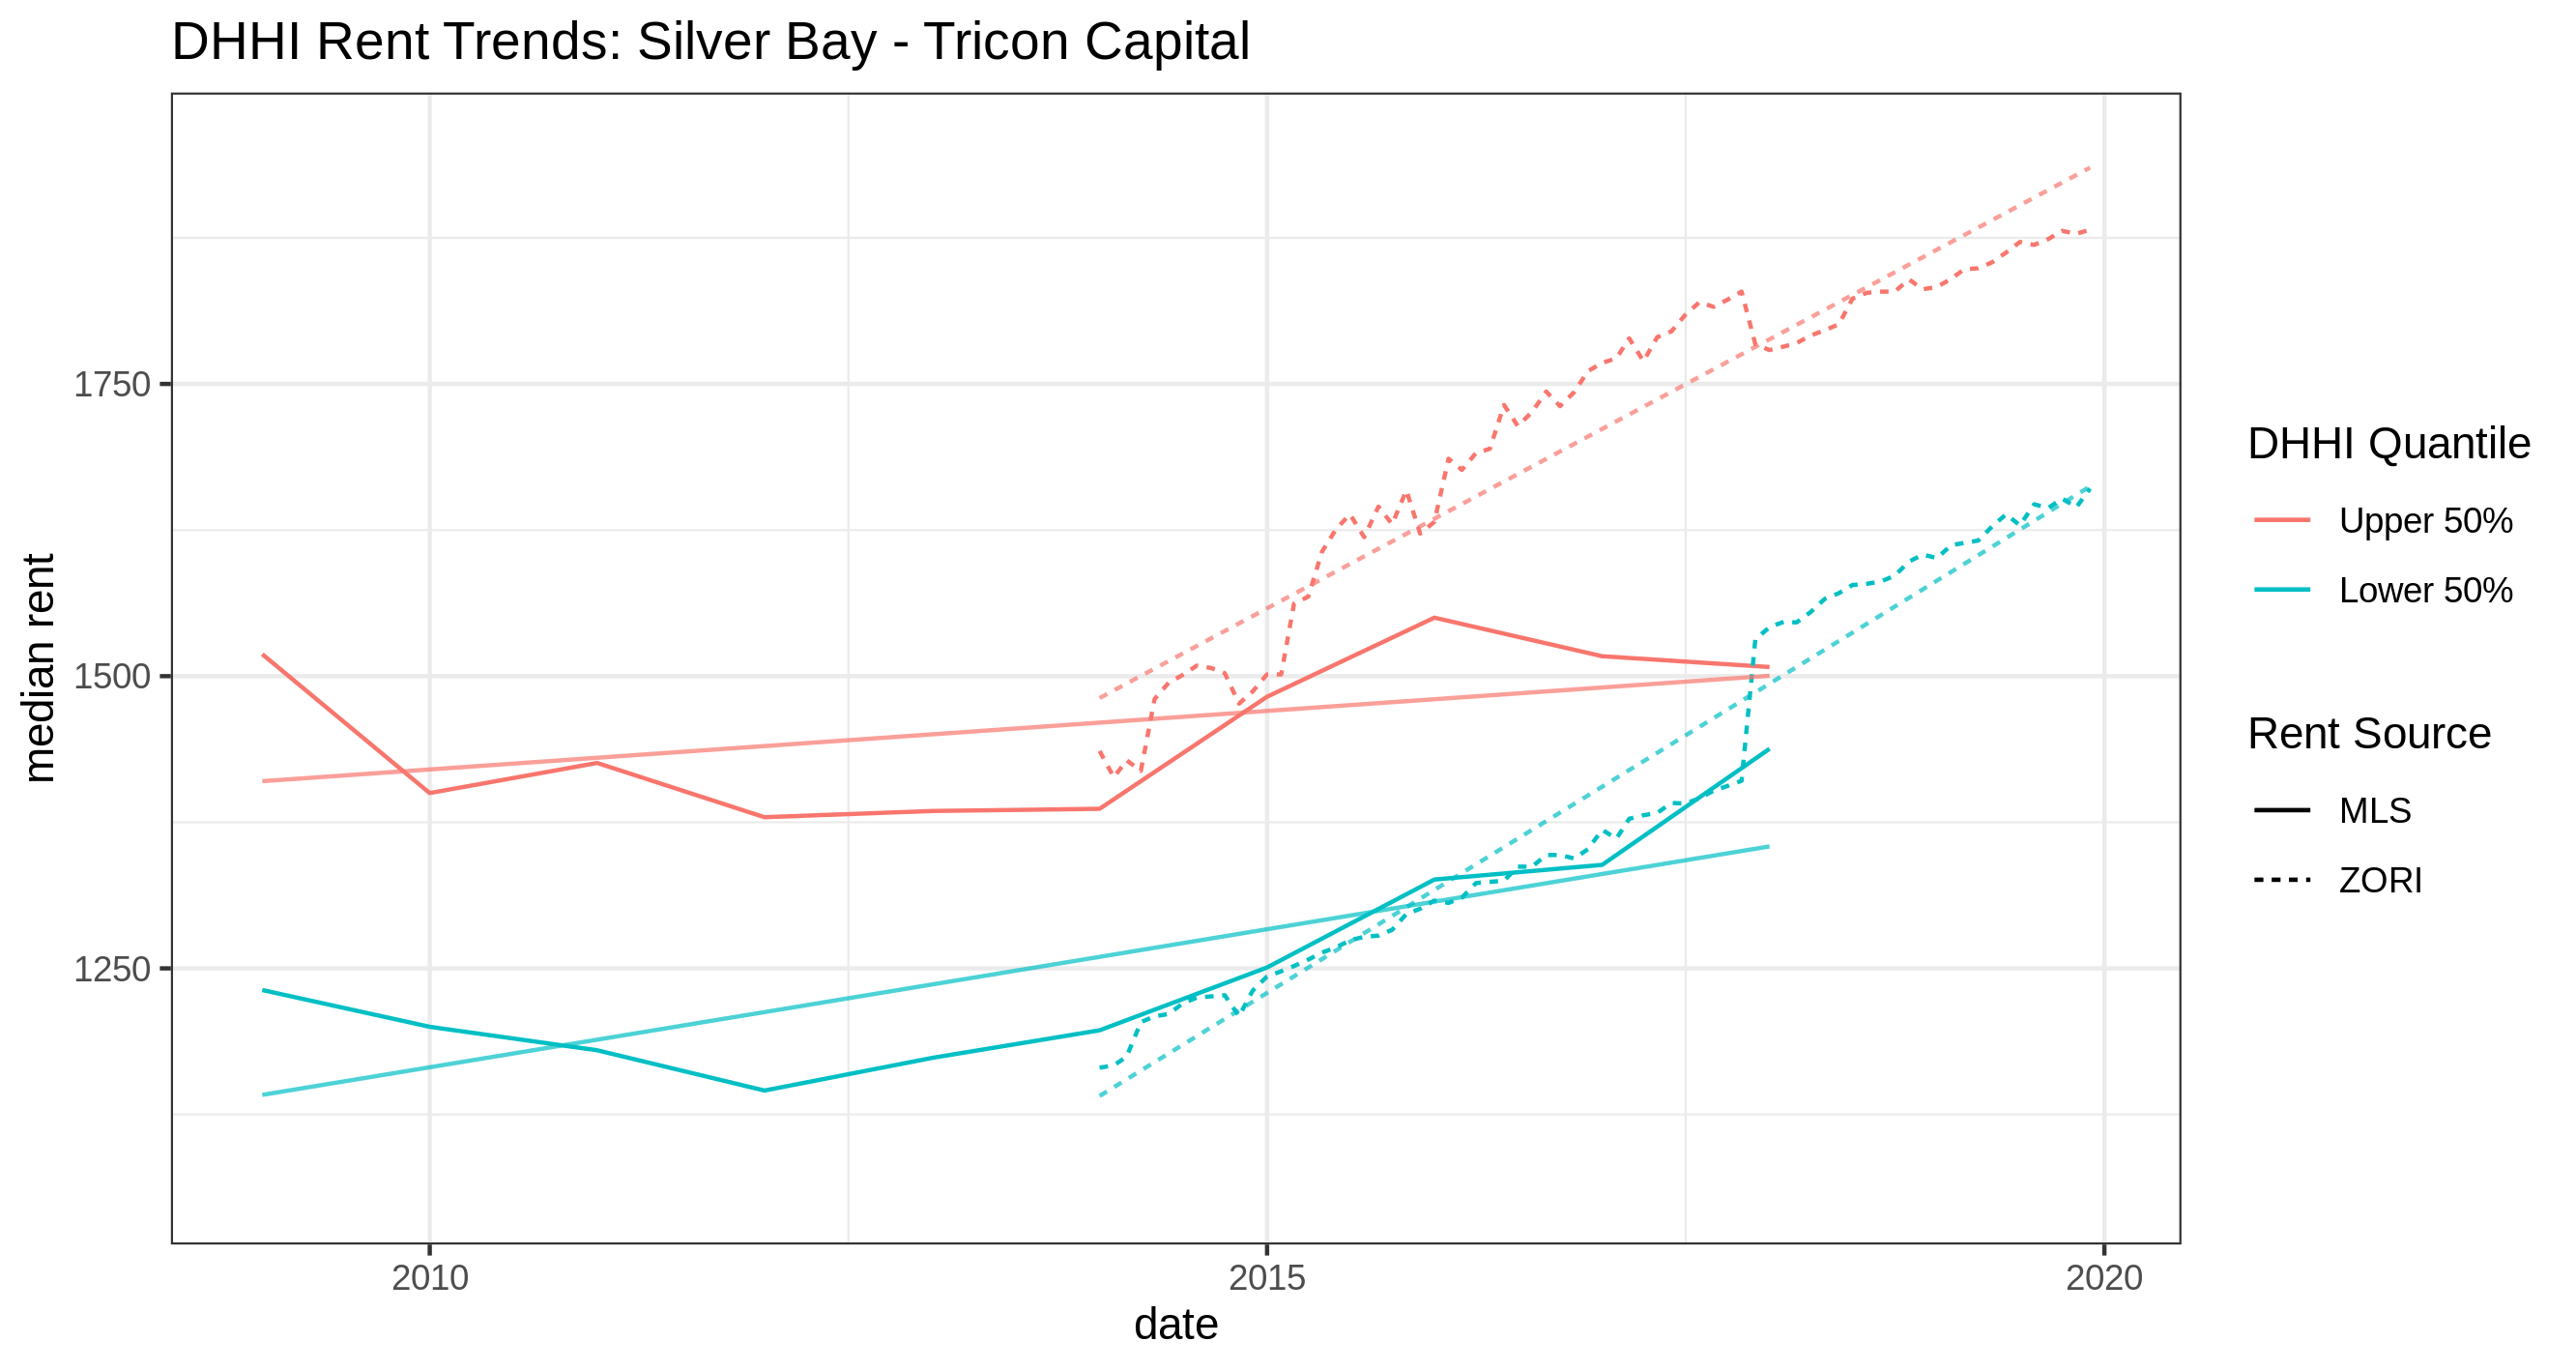 DHHI Rent Trends: Silver Bay - Tricon Capital
median rent
1750
1500
1250
2010
2015
2020
date
DHHI Quantile
Upper 50%
Lower 50%
Rent Source
MLS
ZORI